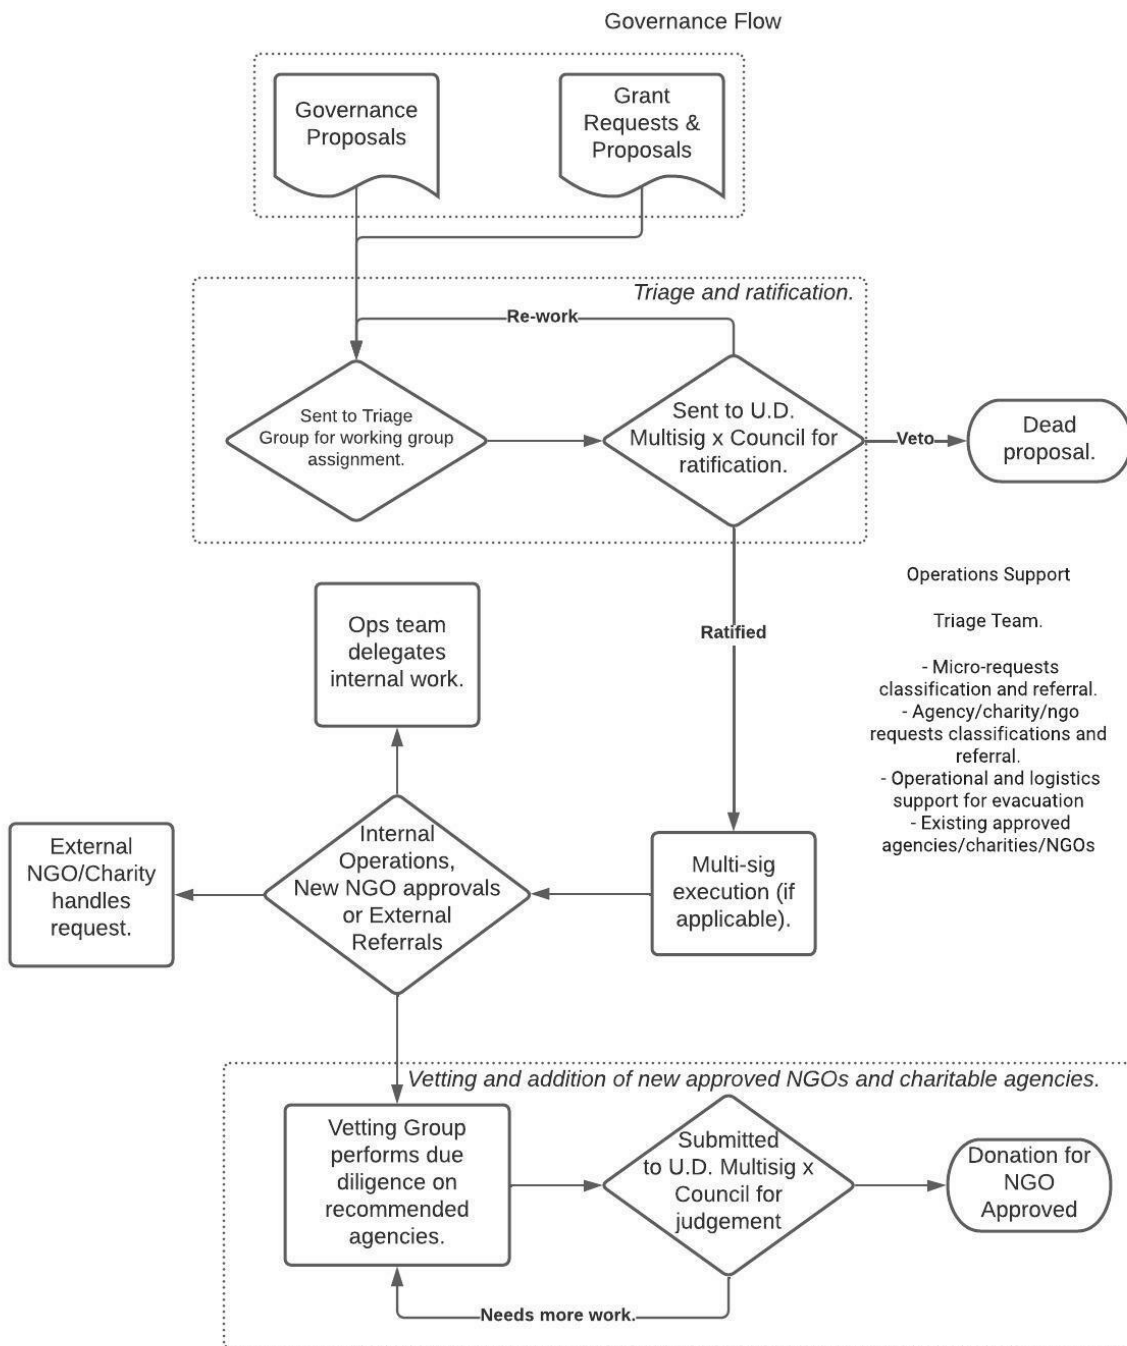 Governance Flow
Governance
Proposals
Grant
Requests &
Proposals
Triage and ratification.
Re-work
Sent to Triage
Group for working group
assignment.
Sent to U.D.
Multisig x Council for
ratification.
Veto
Dead
proposal.
Ratified
Operations Support
Triage Team.
- Micro-requests
classification and referral.
- Agency/charity/ngo
requests classifications and
referral.
- Operational and logistics
support for evacuation
- Existing approved
agencies/charities/NGOs
Ops team
delegates
internal work.
External
NGO/Charity
handles
request.
Internal
Operations,
New NGO approvals
or External
Referrals
Multi-sig
execution (if
applicable).
Vetting and addition of new approved NGOs and charitable agencies.
Vetting Group
performs due
diligence on
recommended
agencies.
Submitted
to U.D. Multisig x
Council for
judgement
Donation for
NGO
Approved
Needs more work.